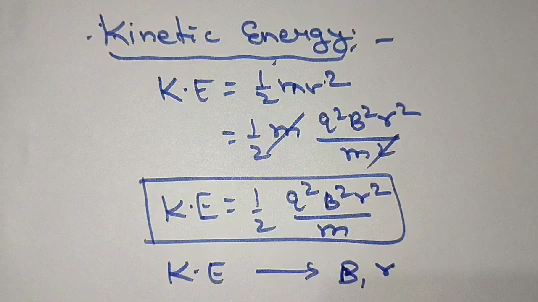 Kinetic Energy: -
K.E = 1/2 mv²
= 1/2 m q²B²r²/m²
K.E = 1/2 q²B²r²/m
K.E → B, r